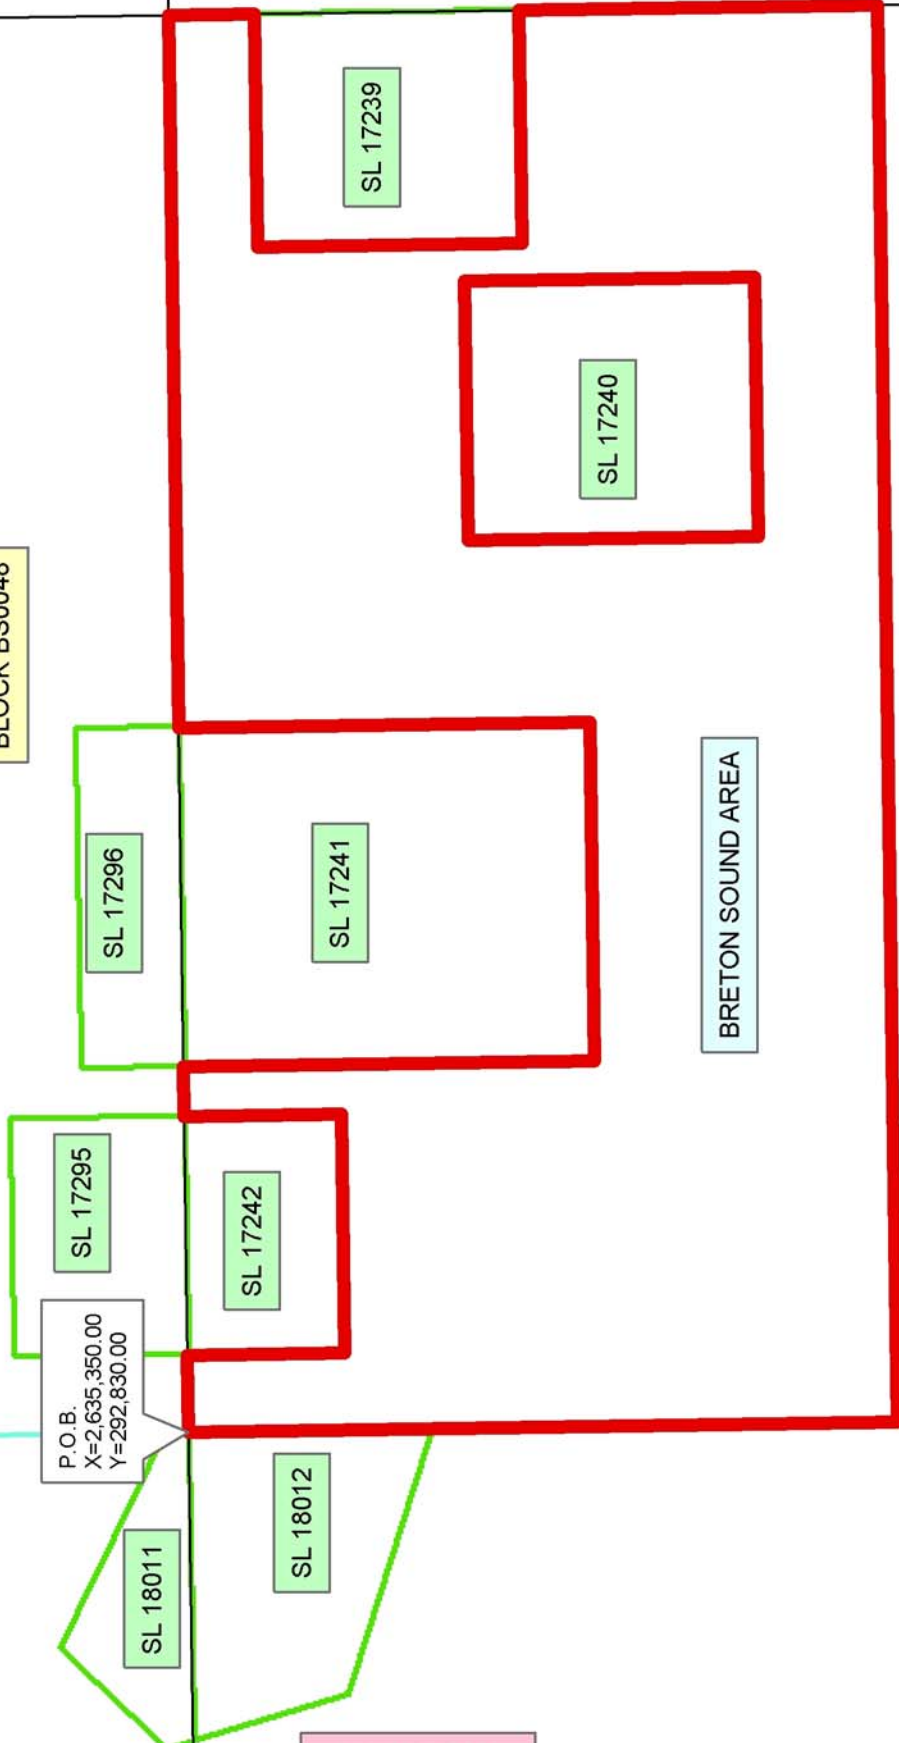 SL 17239
SL 17240
SL 17296
SL 17241
BRETON SOUND AREA
SL 17295
SL 17242
P.O.B.
X=2,635,350.00
Y=292,830.00
SL 18012
SL 18011